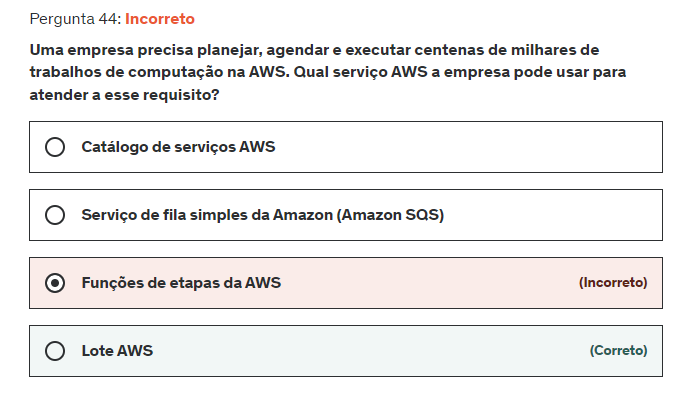 Pergunta 44: Incorreto
Uma empresa precisa planejar, agendar e executar centenas de milhares de
trabalhos de computação na AWS. Qual serviço AWS a empresa pode usar para
atender a esse requisito?
Catálogo de serviços AWS
Serviço de fila simples da Amazon (Amazon SQS)
Funções de etapas da AWS (Incorreto)
Lote AWS (Correto)